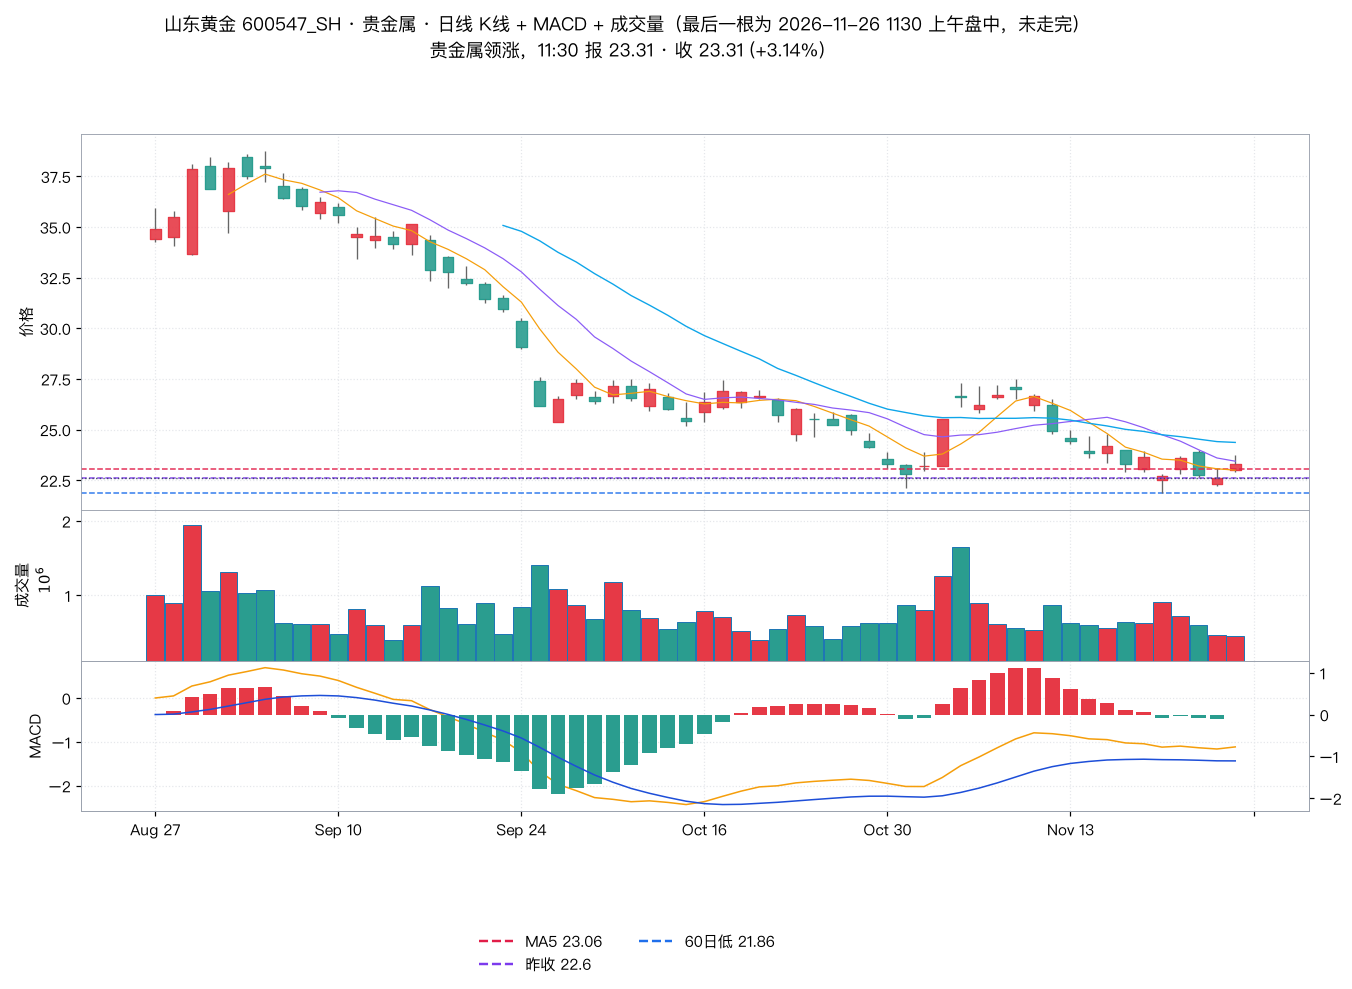 山东黄金 600547_SH · 贵金属 · 日线 K线 + MACD + 成交量（最后一根为 2026-11-26 1130 上午盘中，未走完）
贵金属领涨，11:30 报 23.31 · 收 23.31 (+3.14%)
价格
37.5
35.0
32.5
30.0
27.5
25.0
22.5
成交量
10⁶
2
1
MACD
0
−1
−2
1
0
−1
−2
Aug 27
Sep 10
Sep 24
Oct 16
Oct 30
Nov 13
MA5 23.06
60日低 21.86
昨收 22.6